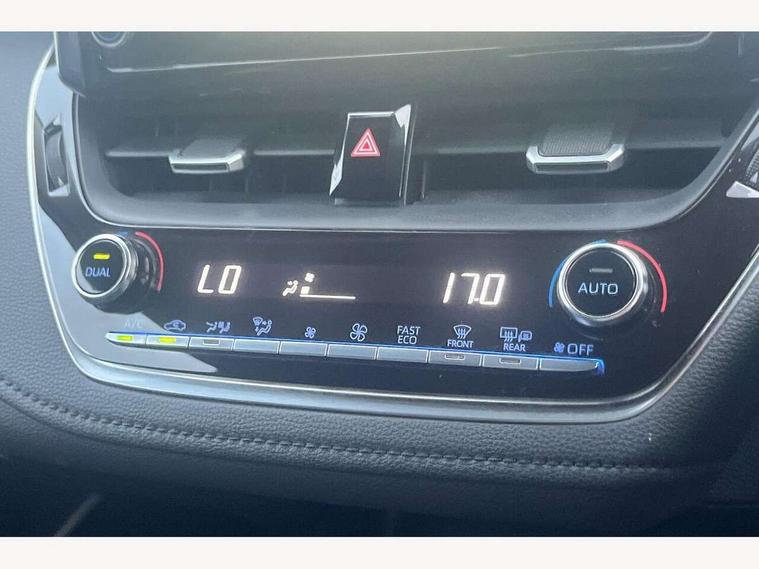 DUAL
LO
17.0
AUTO
A/C
FAST
ECO
FRONT
REAR
OFF